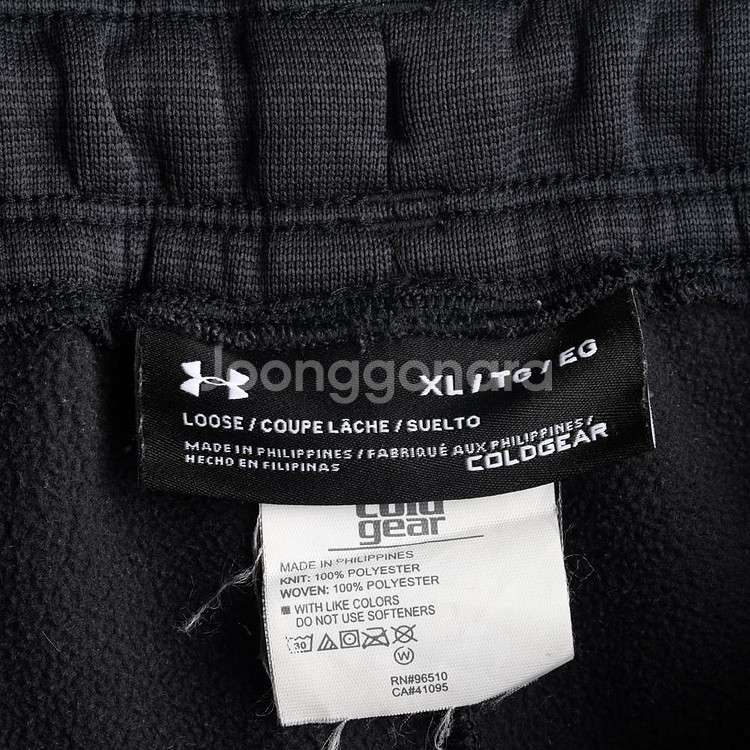 XL / TG / EG
joonggonara
LOOSE / COUPE LÂCHE / SUELTO
MADE IN PHILIPPINES / FABRIQUÉ AUX PHILIPPINES /
HECHO EN FILIPINAS
COLDGEAR
cold
gear
MADE IN PHILIPPINES
KNIT: 100% POLYESTER
WOVEN: 100% POLYESTER
WITH LIKE COLORS
DO NOT USE SOFTENERS
30
W
RN#96510
CA#41095